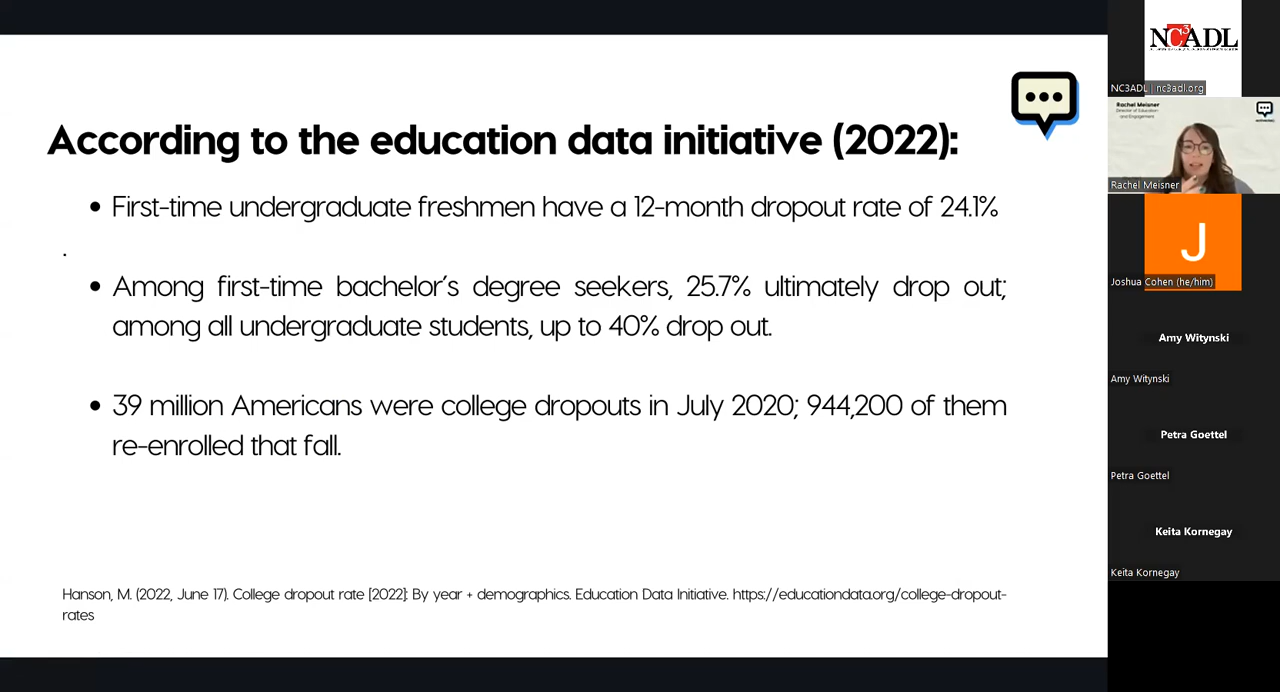 According to the education data initiative (2022):
• First-time undergraduate freshmen have a 12-month dropout rate of 24.1%
.
• Among first-time bachelor's degree seekers, 25.7% ultimately drop out;
among all undergraduate students, up to 40% drop out.
• 39 million Americans were college dropouts in July 2020; 944,200 of them
re-enrolled that fall.
Hanson, M. (2022, June 17). College dropout rate [2022]: By year + demographics. Education Data Initiative. https://educationdata.org/college-dropout-
rates
NC3ADL
NC3ADL | nc3adl.org
Rachel Meisner
Director of Education
and Engagement
Rachel Meisner
J
Joshua Cohen (he/him)
Amy Witynski
Amy Witynski
Petra Goettel
Petra Goettel
Keita Kornegay
Keita Kornegay